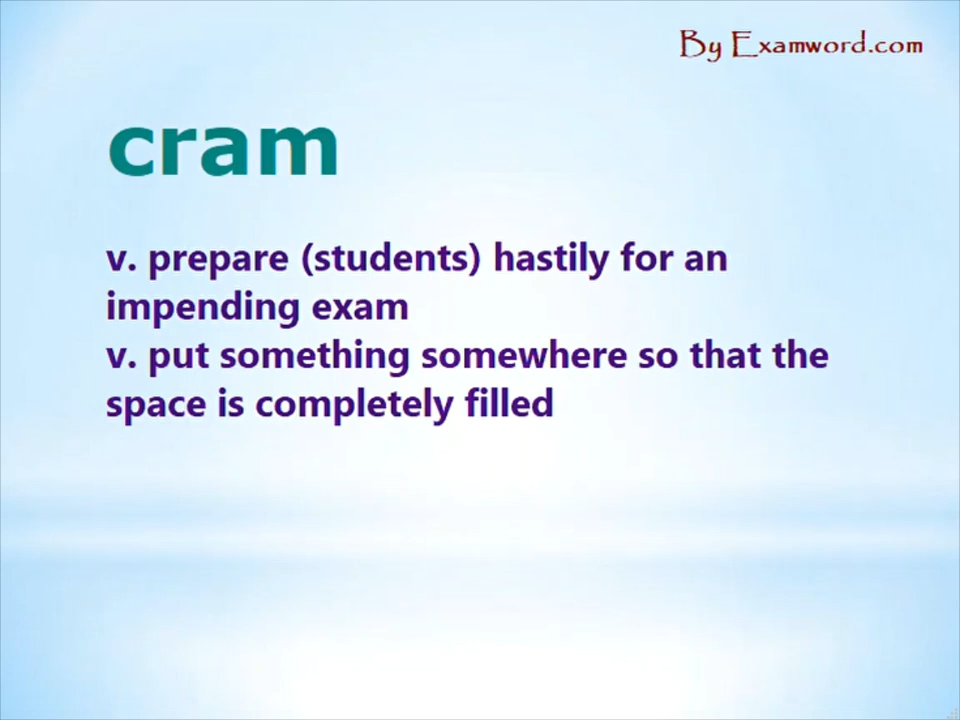 By Examword.com
cram
v. prepare (students) hastily for an
impending exam
v. put something somewhere so that the
space is completely filled